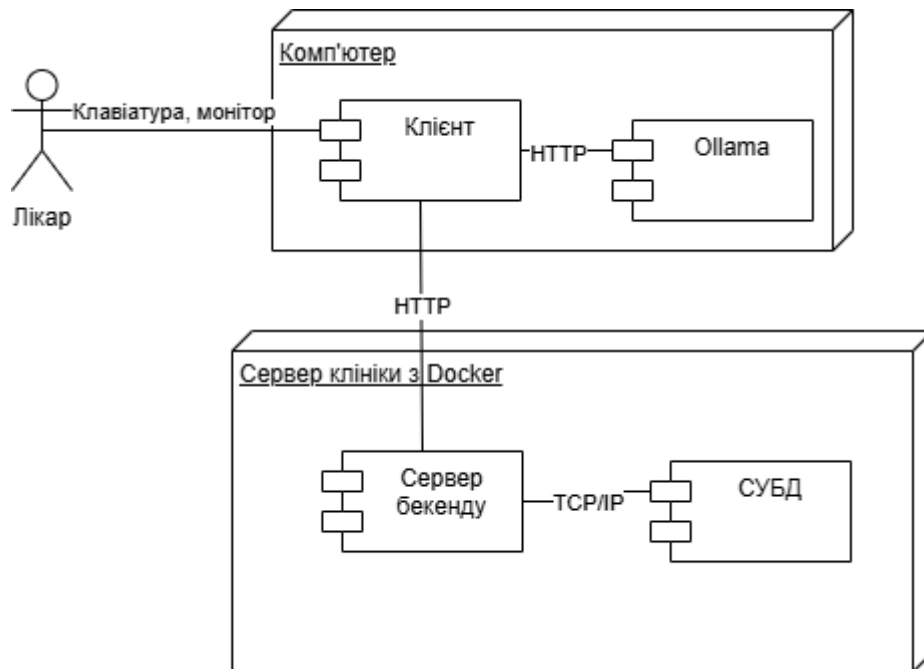 Комп'ютер
Клавіатура, монітор
Клієнт
HTTP
Ollama
Лікар
HTTP
Сервер клініки з Docker
Сервер
бекенду
TCP/IP
СУБД